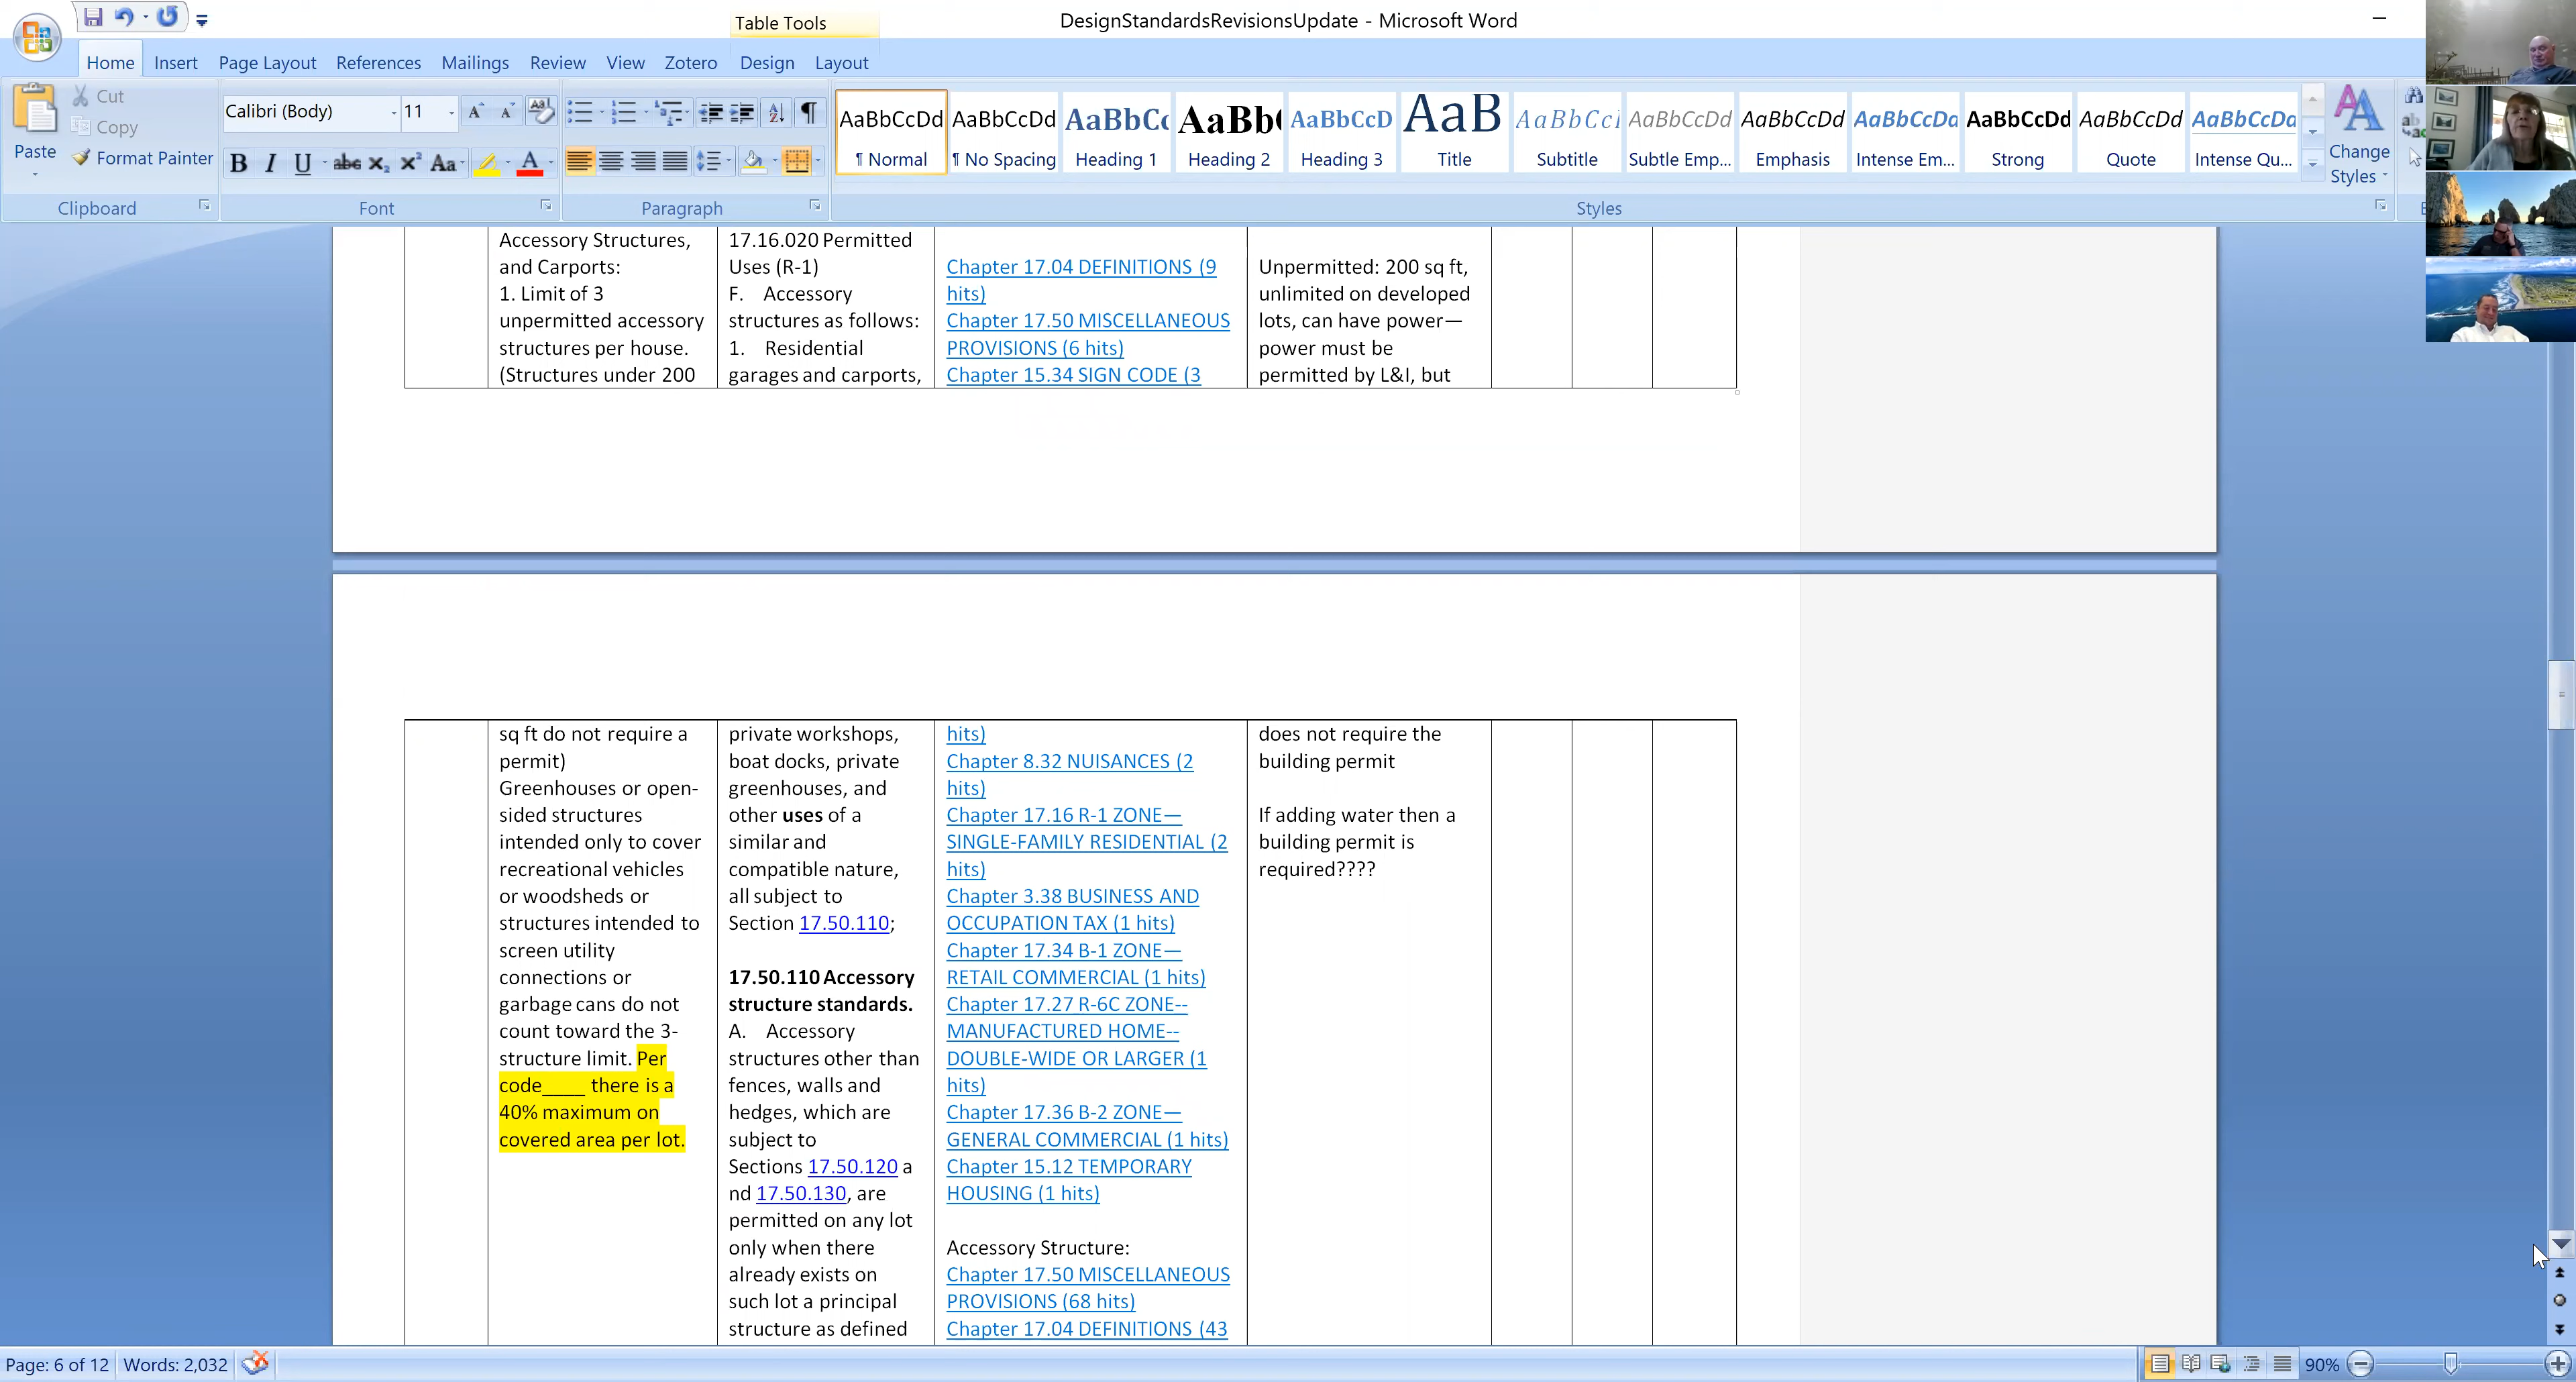 Table Tools
DesignStandardsRevisionsUpdate - Microsoft Word
Home
Insert
Page Layout
References
Mailings
Review
View
Zotero
Design
Layout
Paste
Cut
Copy
Format Painter
Clipboard
Calibri (Body)
11
B I U abc X₂ X² Aa A
Font
Paragraph
AaBbCcDd
¶ Normal
AaBbCcDd
¶ No Spacing
AaBbCc
Heading 1
AaBb
Heading 2
AaBbCcD
Heading 3
AaB
Title
AaBbCc
Subtitle
AaBbCcDd
Subtle Emp...
AaBbCcDd
Emphasis
AaBbCcDd
Intense Em...
AaBbCcDd
Strong
AaBbCcDd
Quote
AaBbCcDd
Intense Qu...
Change
Styles
Styles
Accessory Structures,
and Carports:
1. Limit of 3
unpermitted accessory
structures per house.
(Structures under 200
17.16.020 Permitted
Uses (R-1)
F. Accessory
structures as follows:
1. Residential
garages and carports,
Chapter 17.04 DEFINITIONS (9
hits)
Chapter 17.50 MISCELLANEOUS
PROVISIONS (6 hits)
Chapter 15.34 SIGN CODE (3
Unpermitted: 200 sq ft,
unlimited on developed
lots, can have power—
power must be
permitted by L&I, but
sq ft do not require a
permit)
Greenhouses or open-
sided structures
intended only to cover
recreational vehicles
or woodsheds or
structures intended to
screen utility
connections or
garbage cans do not
count toward the 3-
structure limit. Per
code____ there is a
40% maximum on
covered area per lot.
private workshops,
boat docks, private
greenhouses, and
other uses of a
similar and
compatible nature,
all subject to
Section 17.50.110;
17.50.110 Accessory
structure standards.
A. Accessory
structures other than
fences, walls and
hedges, which are
subject to
Sections 17.50.120 a
nd 17.50.130, are
permitted on any lot
only when there
already exists on
such lot a principal
structure as defined
hits)
Chapter 8.32 NUISANCES (2
hits)
Chapter 17.16 R-1 ZONE—
SINGLE-FAMILY RESIDENTIAL (2
hits)
Chapter 3.38 BUSINESS AND
OCCUPATION TAX (1 hits)
Chapter 17.34 B-1 ZONE—
RETAIL COMMERCIAL (1 hits)
Chapter 17.27 R-6C ZONE--
MANUFACTURED HOME--
DOUBLE-WIDE OR LARGER (1
hits)
Chapter 17.36 B-2 ZONE—
GENERAL COMMERCIAL (1 hits)
Chapter 15.12 TEMPORARY
HOUSING (1 hits)
Accessory Structure:
Chapter 17.50 MISCELLANEOUS
PROVISIONS (68 hits)
Chapter 17.04 DEFINITIONS (43
does not require the
building permit
If adding water then a
building permit is
required????
Page: 6 of 12
Words: 2,032
90%